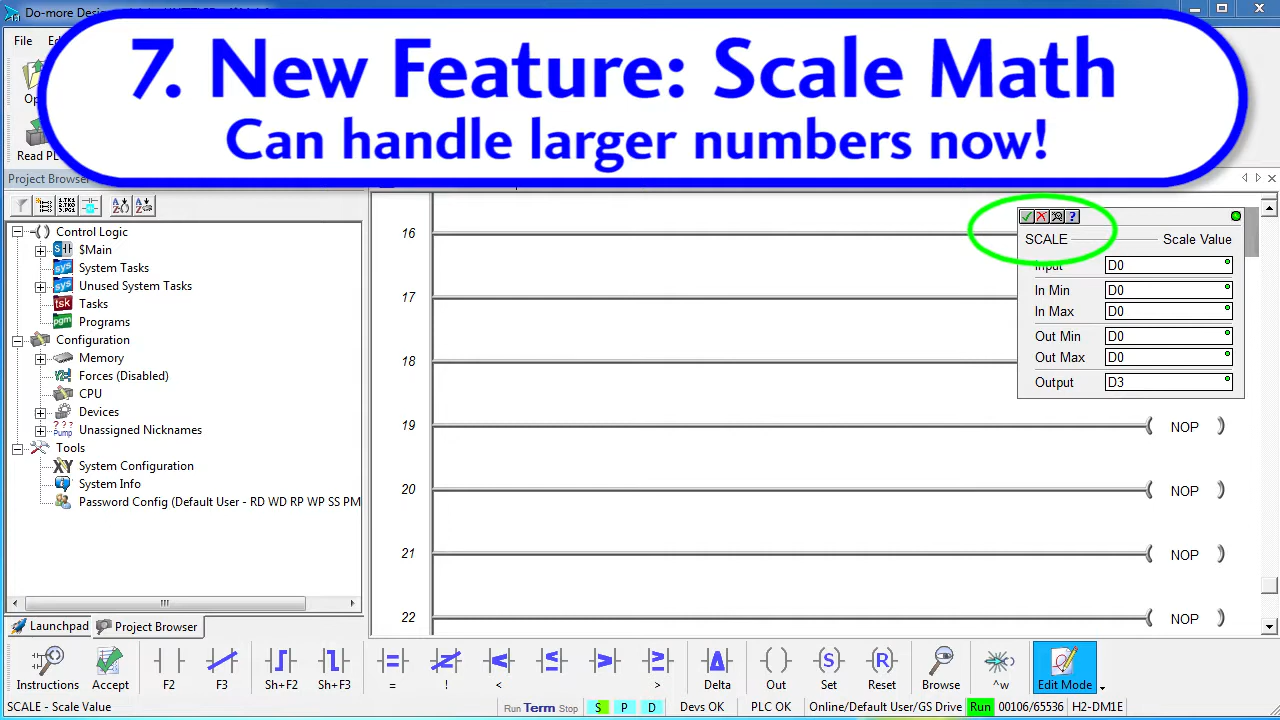 Do-more Des
7. New Feature: Scale Math
Can handle larger numbers now!
File
Read PL
Project Browser
Control Logic
$Main
System Tasks
Unused System Tasks
Tasks
Programs
Configuration
Memory
Forces (Disabled)
CPU
Devices
Unassigned Nicknames
Tools
System Configuration
System Info
Password Config (Default User - RD WD RP WP SS PM
Launchpad
Project Browser
16
17
18
19
20
21
22
SCALE
Scale Value
Input D0
In Min D0
In Max D0
Out Min D0
Out Max D0
Output D3
NOP
NOP
NOP
NOP
Instructions
Accept
F2
F3
Sh+F2
Sh+F3
=
!
<
>
Delta
Out
Set
Reset
Browse
^w
Edit Mode
SCALE - Scale Value
Run Term Stop
S P D
Devs OK
PLC OK
Online/Default User/GS Drive
Run
00106/65536
H2-DM1E